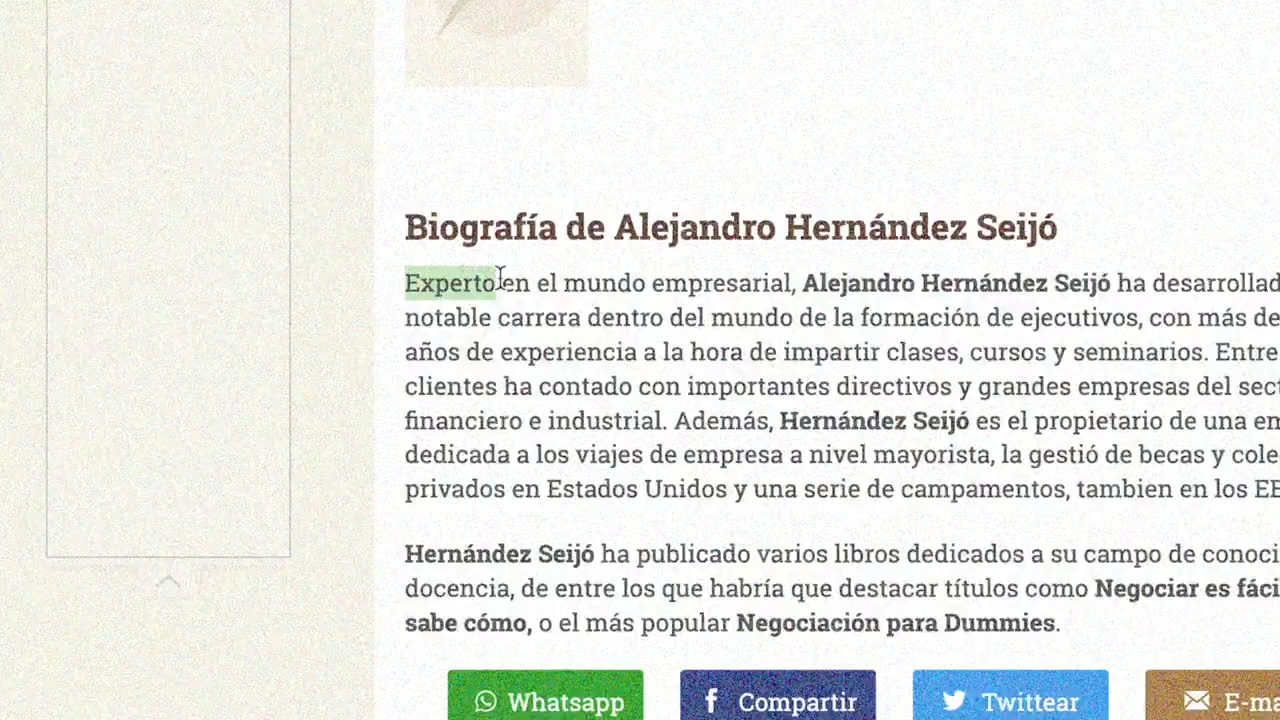 Biografía de Alejandro Hernández Seijó
Experto en el mundo empresarial, Alejandro Hernández Seijó ha desarrollad
notable carrera dentro del mundo de la formación de ejecutivos, con más de
años de experiencia a la hora de impartir clases, cursos y seminarios. Entre
clientes ha contado con importantes directivos y grandes empresas del sect
financiero e industrial. Además, Hernández Seijó es el propietario de una em
dedicada a los viajes de empresa a nivel mayorista, la gestió de becas y cole
privados en Estados Unidos y una serie de campamentos, tambien en los EE
Hernández Seijó ha publicado varios libros dedicados a su campo de conoci
docencia, de entre los que habría que destacar títulos como Negociar es fáci
sabe cómo, o el más popular Negociación para Dummies.
Whatsapp Compartir Twittear E-ma